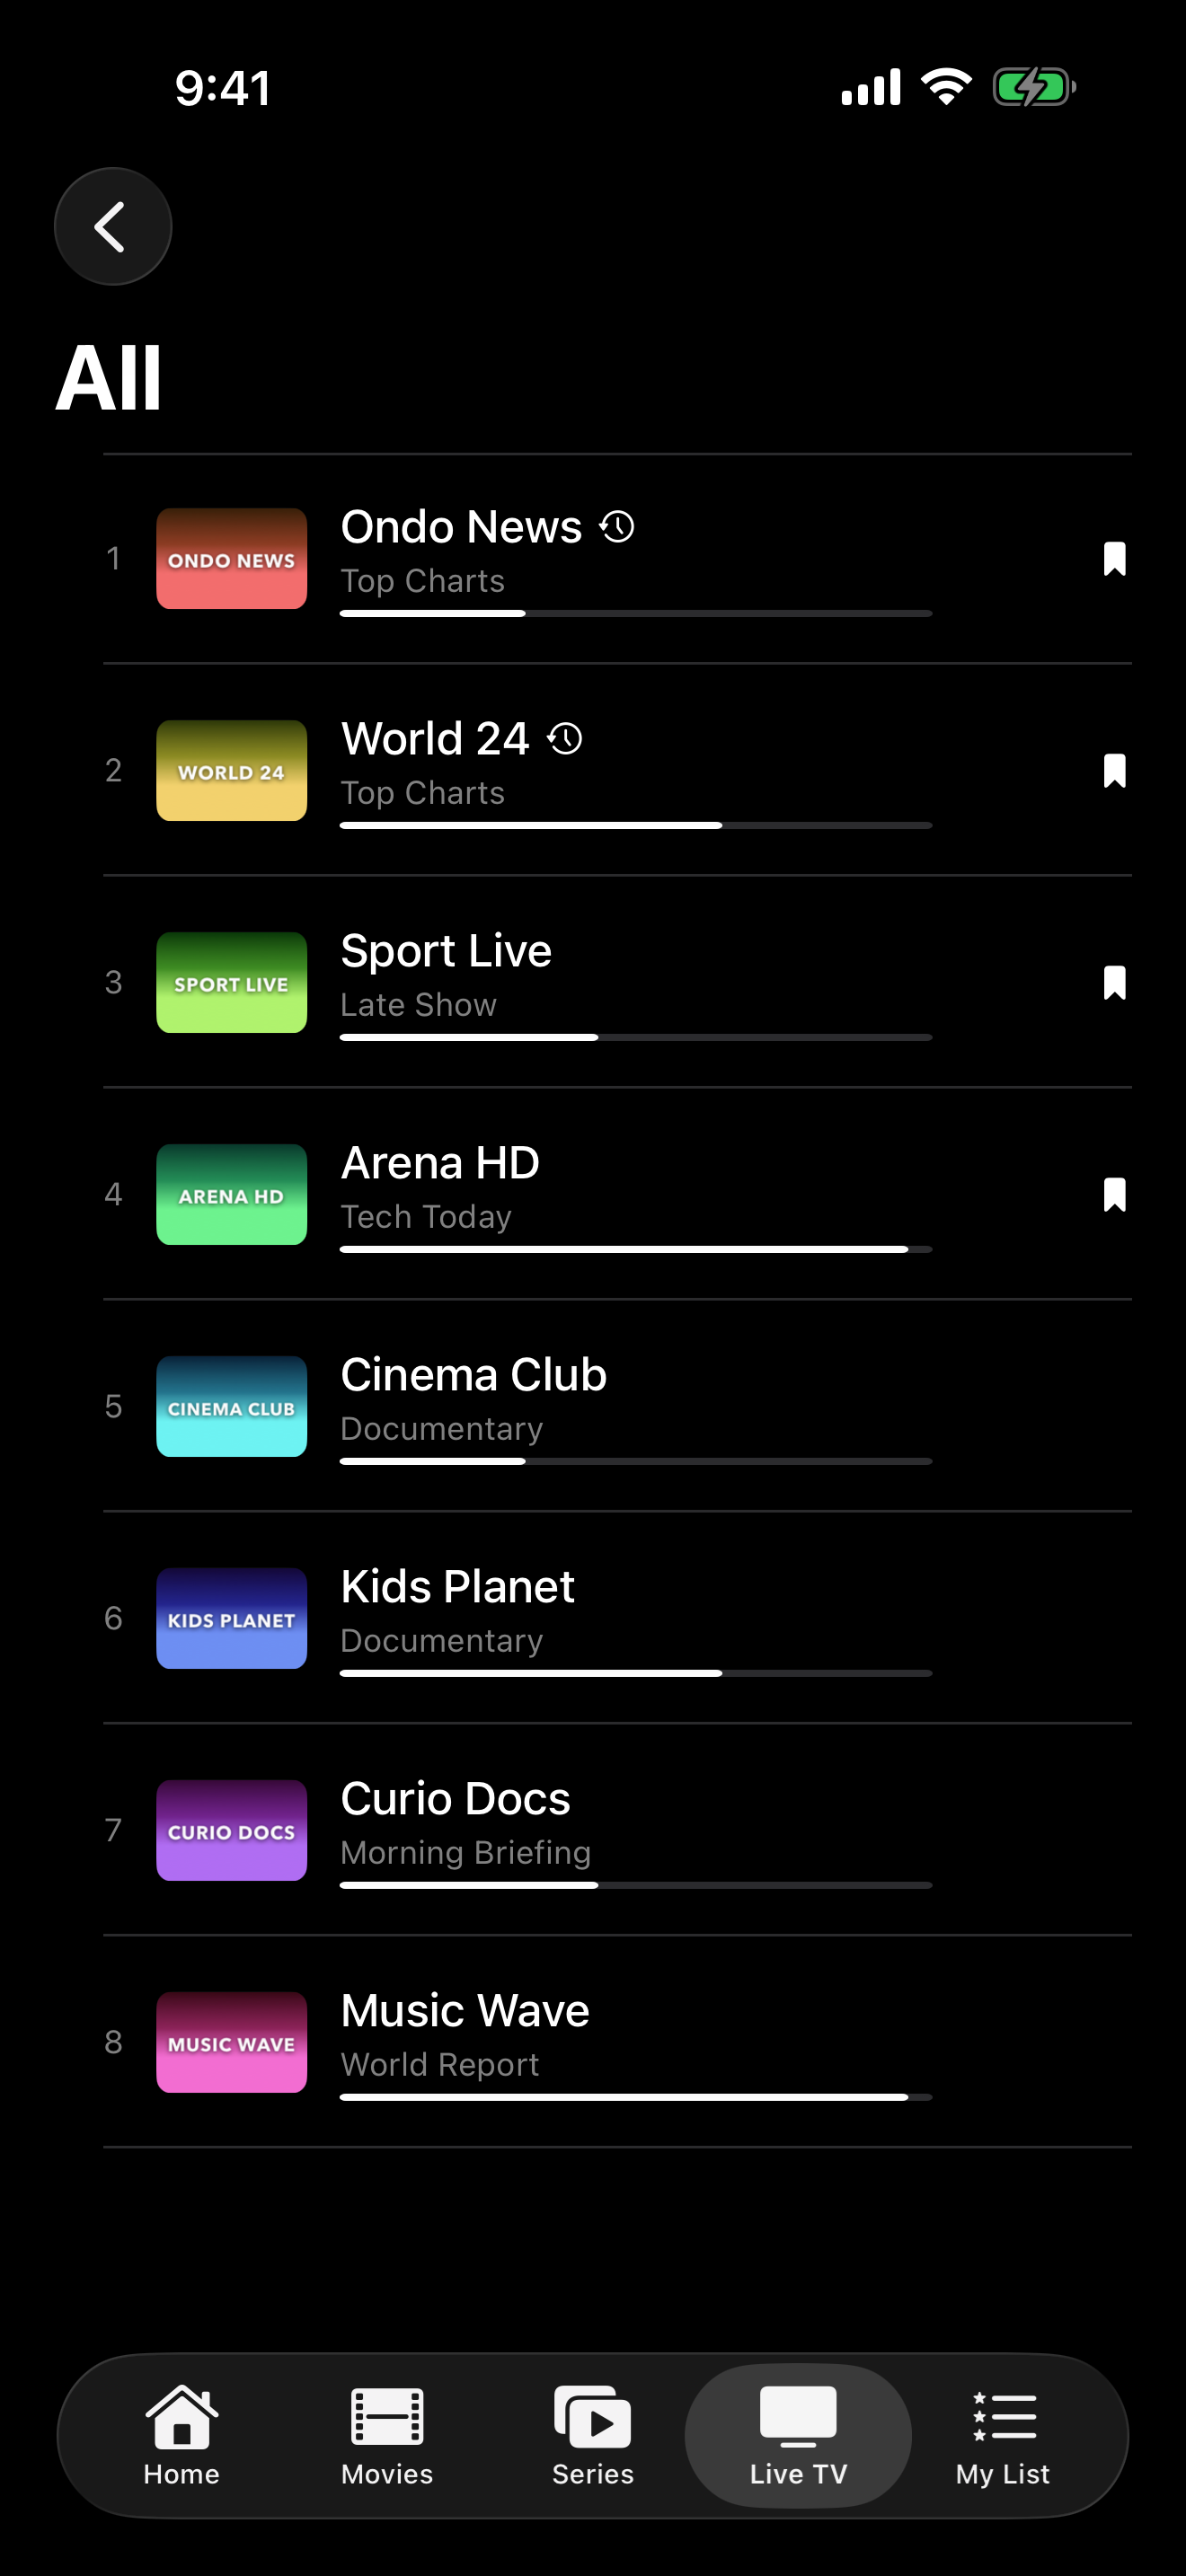 9:41
All
1
ONDO NEWS
Ondo News
Top Charts
2
WORLD 24
World 24
Top Charts
3
SPORT LIVE
Sport Live
Late Show
4
ARENA HD
Arena HD
Tech Today
5
CINEMA CLUB
Cinema Club
Documentary
6
KIDS PLANET
Kids Planet
Documentary
7
CURIO DOCS
Curio Docs
Morning Briefing
8
MUSIC WAVE
Music Wave
World Report
Home
Movies
Series
Live TV
My List